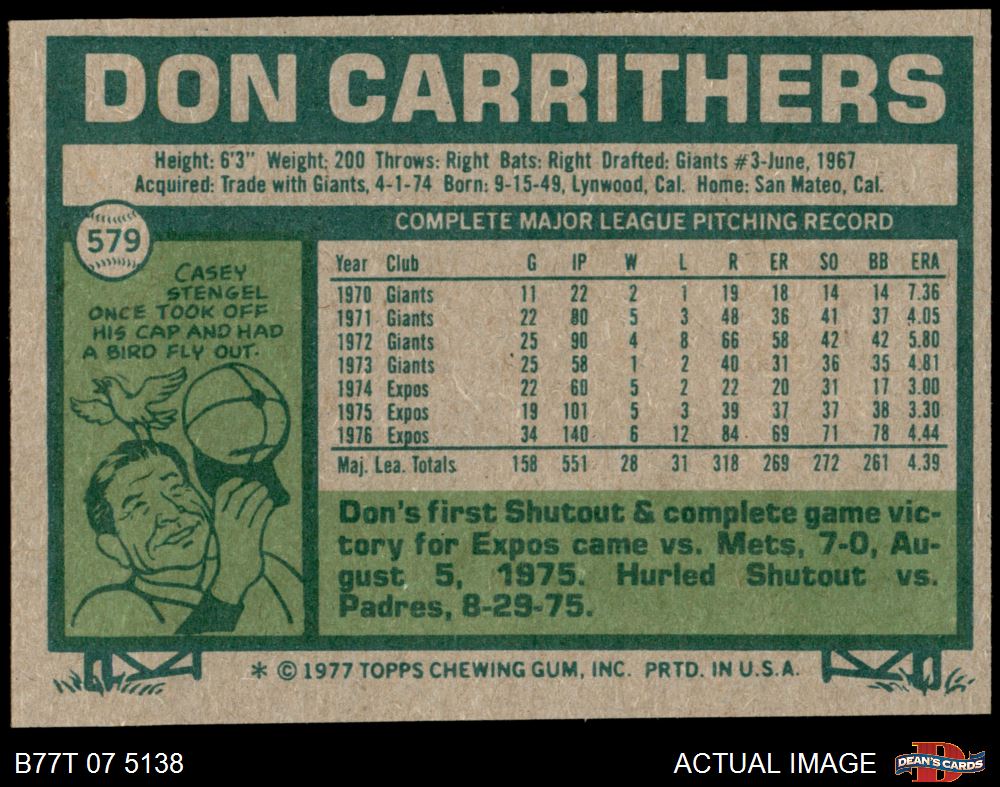 DON CARRITHERS
Height: 6'3" Weight: 200 Throws: Right Bats: Right Drafted: Giants #3-June, 1967
Acquired: Trade with Giants, 4-1-74 Born: 9-15-49, Lynwood, Cal. Home: San Mateo, Cal.
579
CASEY
STENGEL
ONCE TOOK OFF
HIS CAP AND HAD
A BIRD FLY OUT.
COMPLETE MAJOR LEAGUE PITCHING RECORD
Year Club G IP W L R ER SO BB ERA
1970 Giants 11 22 2 1 19 18 14 14 7.36
1971 Giants 22 80 5 3 48 36 41 37 4.05
1972 Giants 25 90 4 8 66 58 42 42 5.80
1973 Giants 25 58 1 2 40 31 36 35 4.81
1974 Expos 22 60 5 2 22 20 31 17 3.00
1975 Expos 19 101 5 3 39 37 37 38 3.30
1976 Expos 34 140 6 12 84 69 71 78 4.44
Maj. Lea. Totals 158 551 28 31 318 269 272 261 4.39
Don's first Shutout & complete game vic-
tory for Expos came vs. Mets, 7-0, Au-
gust 5, 1975. Hurled Shutout vs.
Padres, 8-29-75.
* © 1977 TOPPS CHEWING GUM, INC. PRTD. IN U.S.A.
B77T 07 5138
ACTUAL IMAGE
DEAN'S CARDS